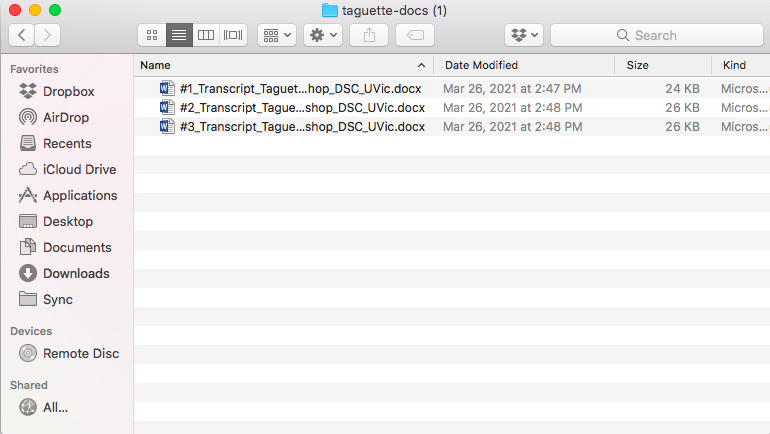 taguette-docs (1)
Search
Favorites
Dropbox
AirDrop
Recents
iCloud Drive
Applications
Desktop
Documents
Downloads
Sync
Devices
Remote Disc
Shared
All...
Name Date Modified Size Kind
#1_Transcript_Taguet...hop_DSC_UVic.docx Mar 26, 2021 at 2:47 PM 24 KB Micros...
#2_Transcript_Tague...shop_DSC_UVic.docx Mar 26, 2021 at 2:48 PM 26 KB Micros...
#3_Transcript_Tague...shop_DSC_UVic.docx Mar 26, 2021 at 2:48 PM 26 KB Micros...